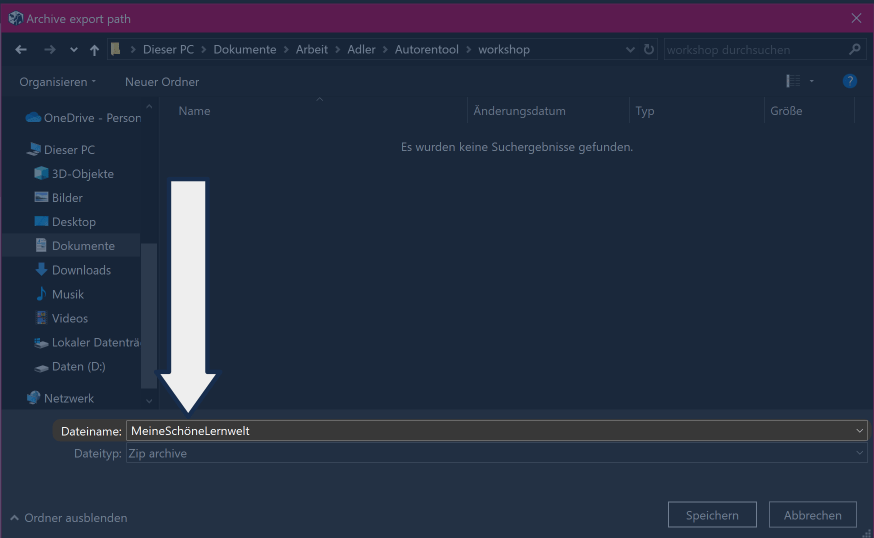 Archive export path
Dieser PC > Dokumente > Arbeit > Adler > Autorentool > workshop
workshop durchsuchen
Organisieren
Neuer Ordner
?
Name
Änderungsdatum
Typ
Größe
OneDrive - Person
Es wurden keine Suchergebnisse gefunden.
Dieser PC
3D-Objekte
Bilder
Desktop
Dokumente
Downloads
Musik
Videos
Lokaler Datenträ
Daten (D:)
Netzwerk
Dateiname: MeineSchöneLernwelt
Dateityp: Zip archive
Ordner ausblenden
Speichern
Abbrechen